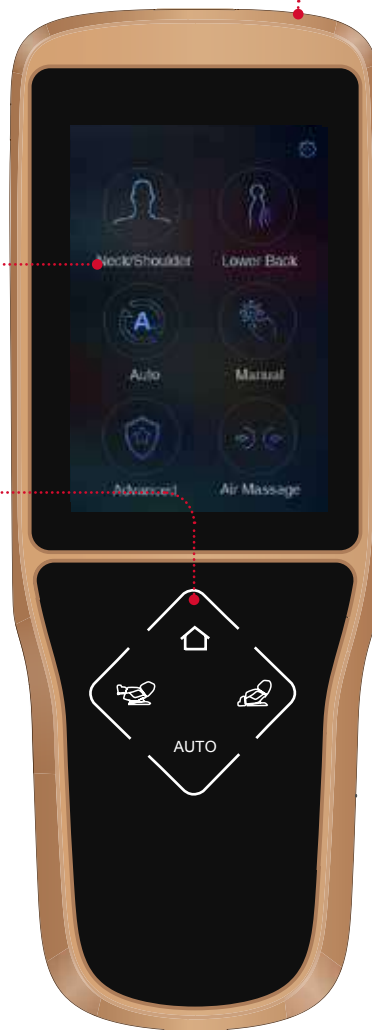 Neck/Shoulder Lower Back
Auto Manual
A
Advanced Air Massage
AUTO